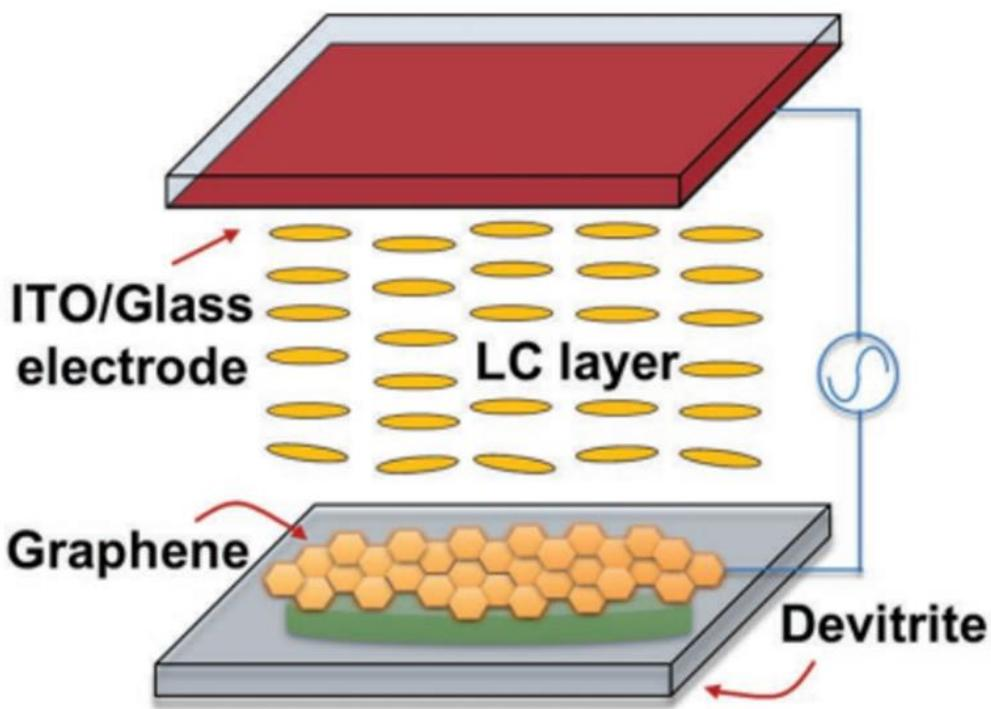 ITO/Glass
electrode
LC layer
Graphene
Devitrite